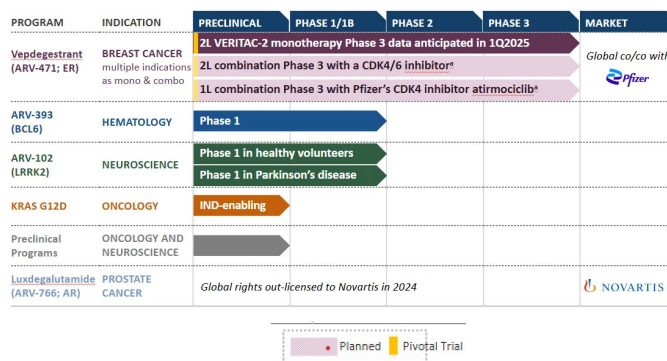 PROGRAM INDICATION PRECLINICAL PHASE 1/1B PHASE 2 PHASE 3 MARKET
Vepdegestrant
(ARV-471; ER)
BREAST CANCER
multiple indications
as mono & combo
2L VERITAC-2 monotherapy Phase 3 data anticipated in 1Q2025
2L combination Phase 3 with a CDK4/6 inhibitorª
1L combination Phase 3 with Pfizer's CDK4 inhibitor atirmociclibª
Global co/co with
Pfizer
ARV-393
(BCL6)
HEMATOLOGY
Phase 1
ARV-102
(LRRK2)
NEUROSCIENCE
Phase 1 in healthy volunteers
Phase 1 in Parkinson's disease
KRAS G12D
ONCOLOGY
IND-enabling
Preclinical
Programs
ONCOLOGY AND
NEUROSCIENCE
Luxdegalutamide
(ARV-766; AR)
PROSTATE
CANCER
Global rights out-licensed to Novartis in 2024
NOVARTIS
* Planned Pivotal Trial